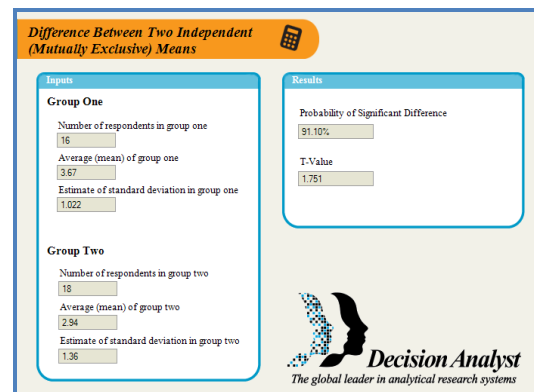 Difference Between Two Independent
(Mutually Exclusive) Means
Inputs
Group One
Number of respondents in group one
16
Average (mean) of group one
3.67
Estimate of standard deviation in group one
1.022
Group Two
Number of respondents in group two
18
Average (mean) of group two
2.94
Estimate of standard deviation in group two
1.36
Results
Probability of Significant Difference
91.10%
T-Value
1.751
Decision Analyst
The global leader in analytical research systems